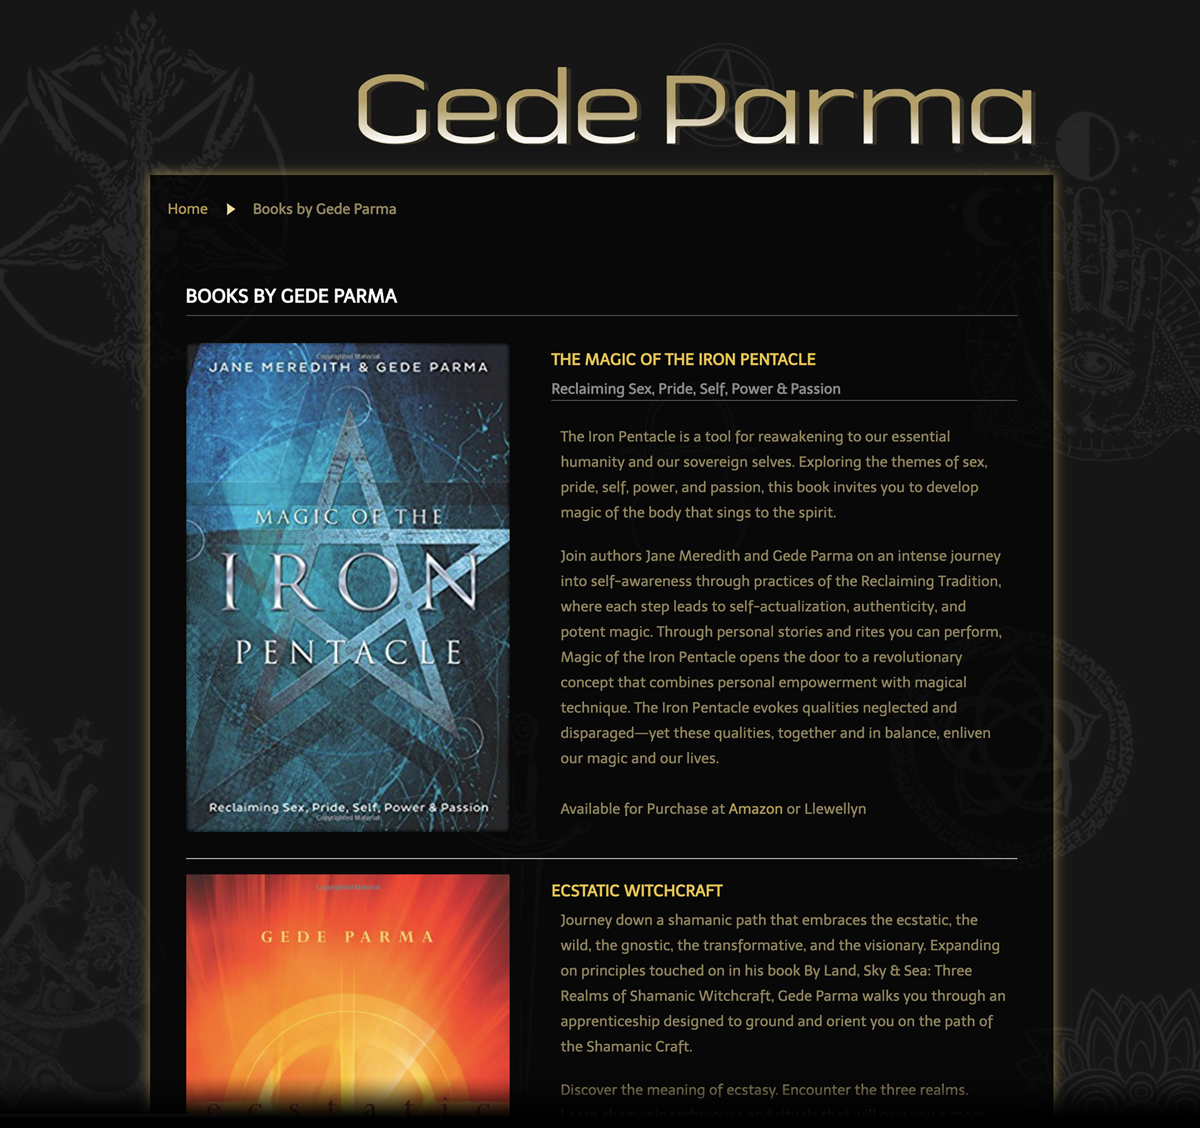 Gede Parma
Home
Books by Gede Parma
BOOKS BY GEDE PARMA
Copyrighted Material
JANE MEREDITH & GEDE PARMA
MAGIC OF THE
IRON
PENTACLE
Reclaiming Sex, Pride, Self, Power & Passion
Copyrighted Material
THE MAGIC OF THE IRON PENTACLE
Reclaiming Sex, Pride, Self, Power & Passion
The Iron Pentacle is a tool for reawakening to our essential
humanity and our sovereign selves. Exploring the themes of sex,
pride, self, power, and passion, this book invites you to develop
magic of the body that sings to the spirit.
Join authors Jane Meredith and Gede Parma on an intense journey
into self-awareness through practices of the Reclaiming Tradition,
where each step leads to self-actualization, authenticity, and
potent magic. Through personal stories and rites you can perform,
Magic of the Iron Pentacle opens the door to a revolutionary
concept that combines personal empowerment with magical
technique. The Iron Pentacle evokes qualities neglected and
disparaged—yet these qualities, together and in balance, enliven
our magic and our lives.
Available for Purchase at Amazon or Llewellyn
Copyrighted Material
GEDE PARMA
ecstatic
ECSTATIC WITCHCRAFT
Journey down a shamanic path that embraces the ecstatic, the
wild, the gnostic, the transformative, and the visionary. Expanding
on principles touched on in his book By Land, Sky & Sea: Three
Realms of Shamanic Witchcraft, Gede Parma walks you through an
apprenticeship designed to ground and orient you on the path of
the Shamanic Craft.
Discover the meaning of ecstasy. Encounter the three realms.
Learn shamanic techniques and rituals that will give you a more